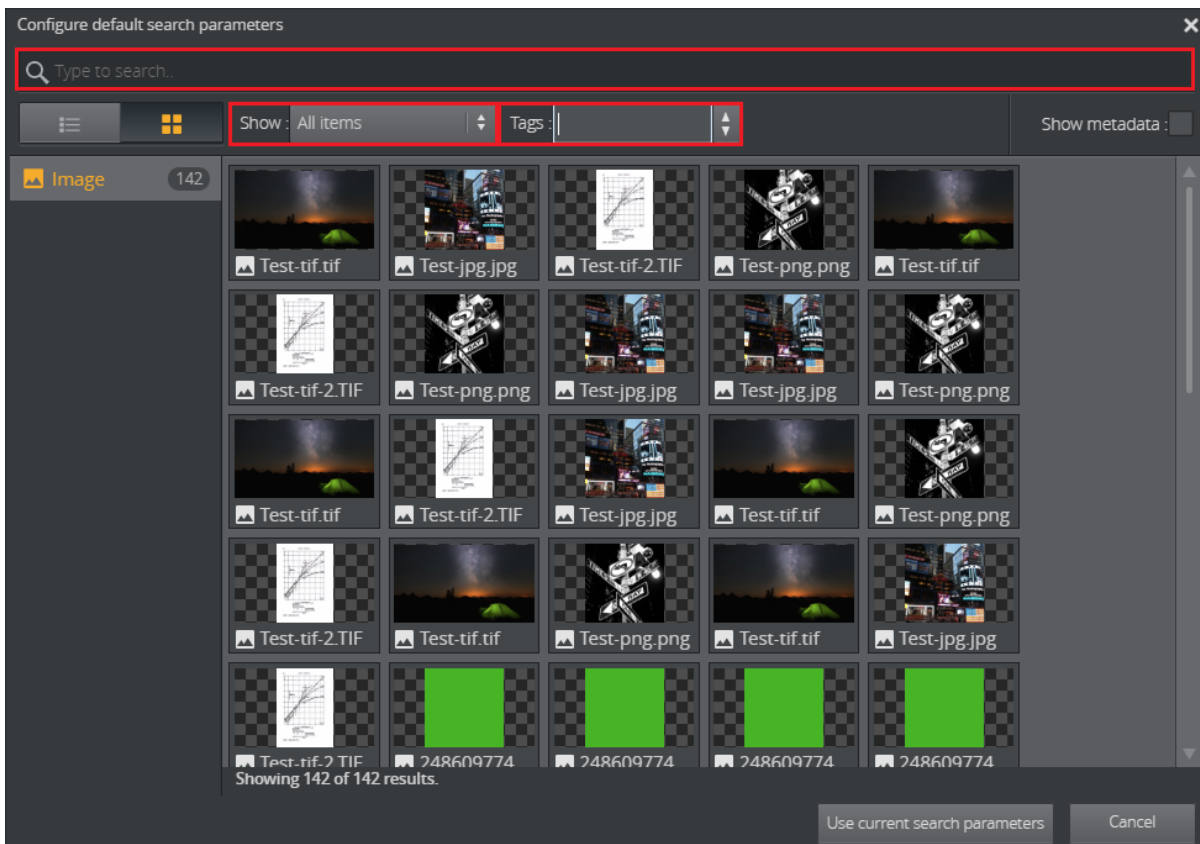 Configure default search parameters
Type to search..
Show : All items Tags : Show metadata :
Image 142
Test-tif.tif Test-jpg.jpg Test-tif-2.TIF Test-png.png Test-tif.tif
Test-tif-2.TIF Test-png.png Test-jpg.jpg Test-jpg.jpg Test-png.png
Test-tif.tif Test-tif-2.TIF Test-jpg.jpg Test-tif.tif Test-png.png
Test-tif-2.TIF Test-tif.tif Test-png.png Test-tif.tif Test-jpg.jpg
Test-tif-2.TIF 248609774 248609774 248609774 248609774
Showing 142 of 142 results.
Use current search parameters Cancel